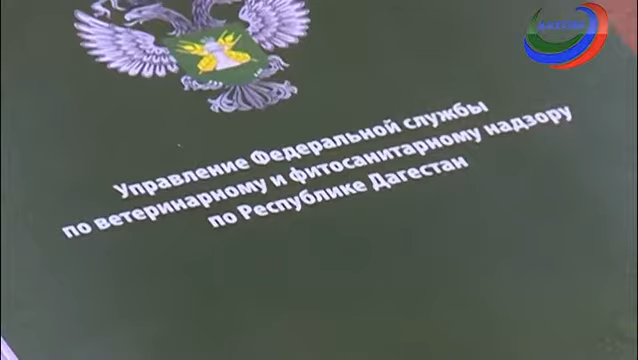 Управление Федеральной службы
по ветеринарному и фитосанитарному надзору
по Республике Дагестан